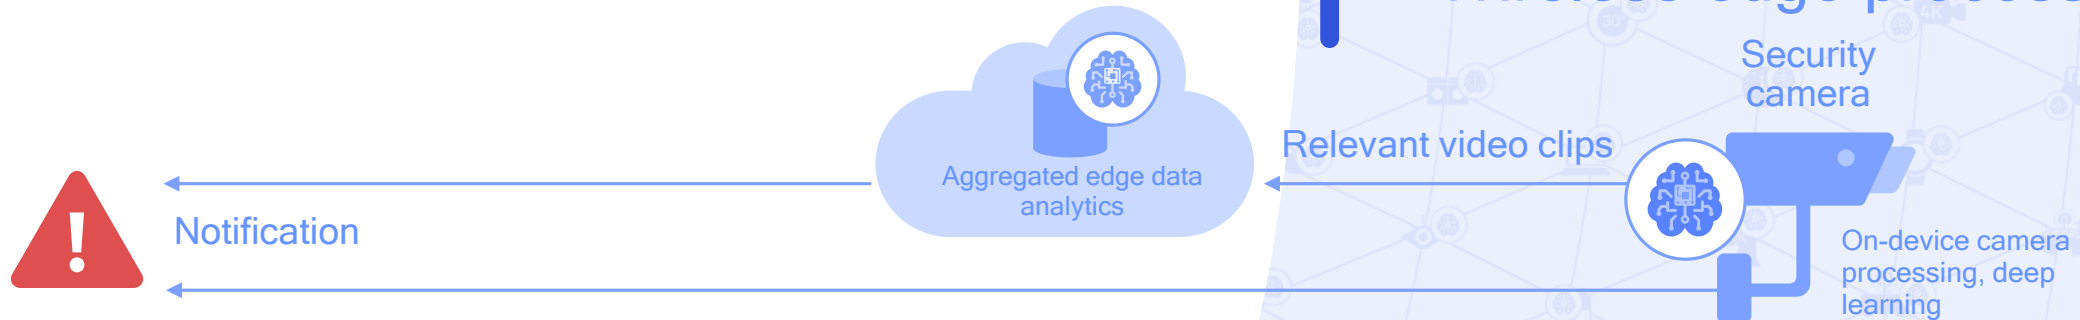 Security
camera
Relevant video clips
Aggregated edge data
analytics
Notification
On-device camera
processing, deep
learning